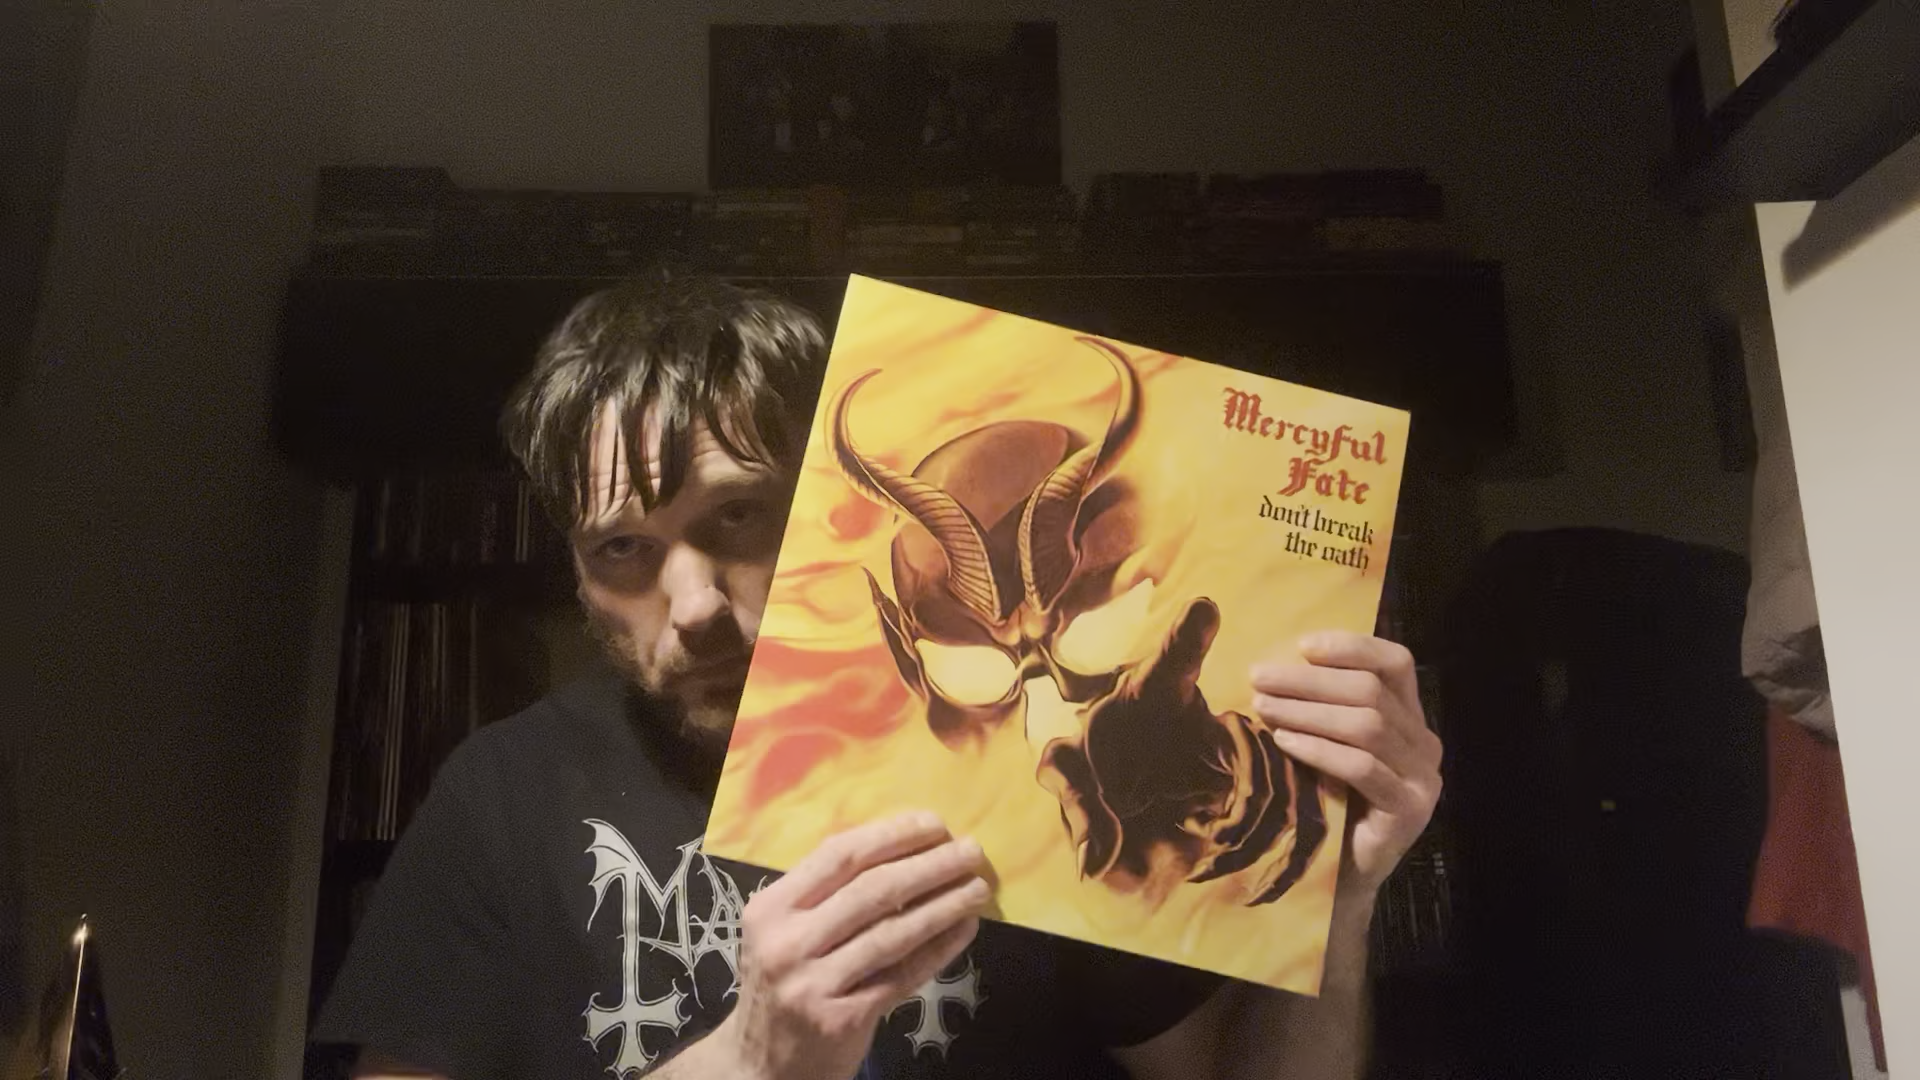 Mercyful
Fate
don't break
the oath